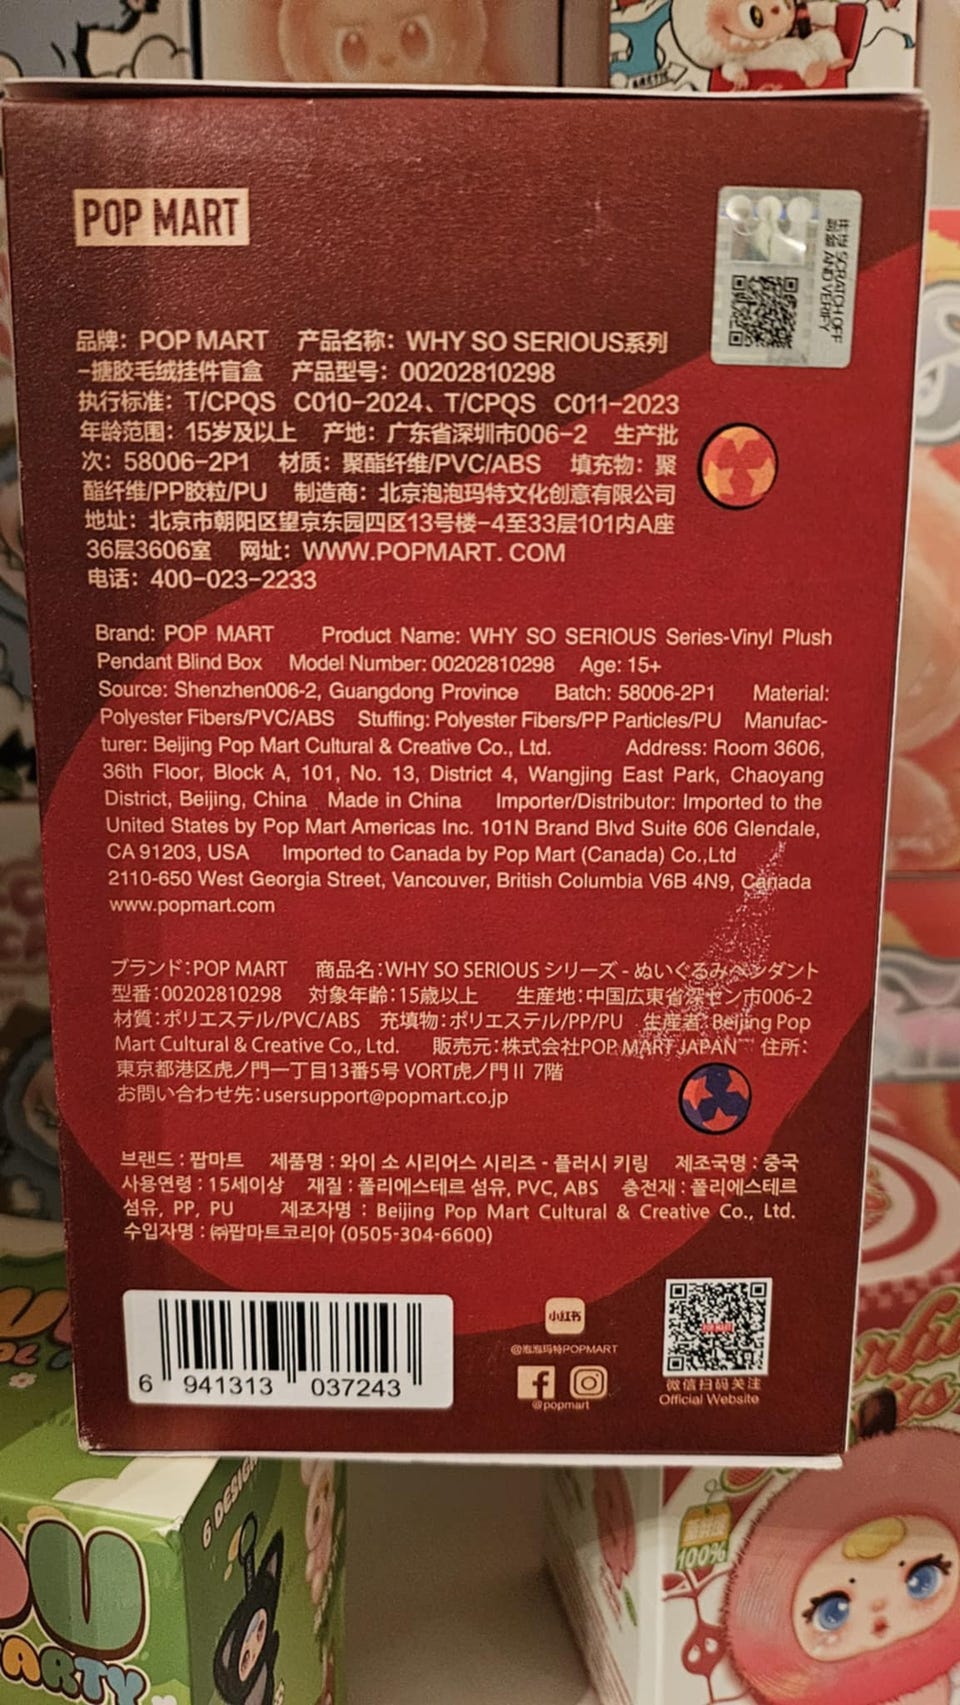 ARCTIC
POP MART
SCRATCH OFF
AND VERIFY
品牌：POP MART 产品名称：WHY SO SERIOUS系列
-搪胶毛绒挂件盲盒 产品型号：00202810298
执行标准：T/CPQS C010-2024、T/CPQS C011-2023
年龄范围：15岁及以上 产地：广东省深圳市006-2 生产批
次：58006-2P1 材质：聚酯纤维/PVC/ABS 填充物：聚
酯纤维/PP胶粒/PU 制造商：北京泡泡玛特文化创意有限公司
地址：北京市朝阳区望京东园四区13号楼-4至33层101内A座
36层3606室 网址：WWW.POPMART. COM
电话：400-023-2233
Brand: POP MART Product Name: WHY SO SERIOUS Series-Vinyl Plush
Pendant Blind Box Model Number: 00202810298 Age: 15+
Source: Shenzhen006-2, Guangdong Province Batch: 58006-2P1 Material:
Polyester Fibers/PVC/ABS Stuffing: Polyester Fibers/PP Particles/PU Manufac-
turer: Beijing Pop Mart Cultural & Creative Co., Ltd. Address: Room 3606,
36th Floor, Block A, 101, No. 13, District 4, Wangjing East Park, Chaoyang
District, Beijing, China Made in China Importer/Distributor: Imported to the
United States by Pop Mart Americas Inc. 101N Brand Blvd Suite 606 Glendale,
CA 91203, USA Imported to Canada by Pop Mart (Canada) Co.,Ltd
2110-650 West Georgia Street, Vancouver, British Columbia V6B 4N9, Canada
www.popmart.com
ブランド：POP MART 商品名：WHY SO SERIOUS シリーズ - ぬいぐるみペンダント
型番：00202810298 対象年齢：15歳以上 生産地：中国広東省深セン市006-2
材質：ポリエステル/PVC/ABS 充填物：ポリエステル/PP/PU 生産者：Beijing Pop
Mart Cultural & Creative Co., Ltd. 販売元：株式会社POP MART JAPAN 住所：
東京都港区虎ノ門一丁目13番5号 VORT虎ノ門Ⅱ 7階
お問い合わせ先：usersupport@popmart.co.jp
브랜드 : 팝마트 제품명 : 와이 소 시리어스 시리즈 - 플러시 키링 제조국명 : 중국
사용연령 : 15세이상 재질 : 폴리에스테르 섬유, PVC, ABS 충전재 : 폴리에스테르
섬유, PP, PU 제조자명 : Beijing Pop Mart Cultural & Creative Co., Ltd.
수입자명 : ㈜팝마트코리아 (0505-304-6600)
6 941313 037243
小红书
@泡泡玛特POPMART
@popmart
POP MART
微信扫码关注
Official Website
6 DESIGN
U
ARTY
100%